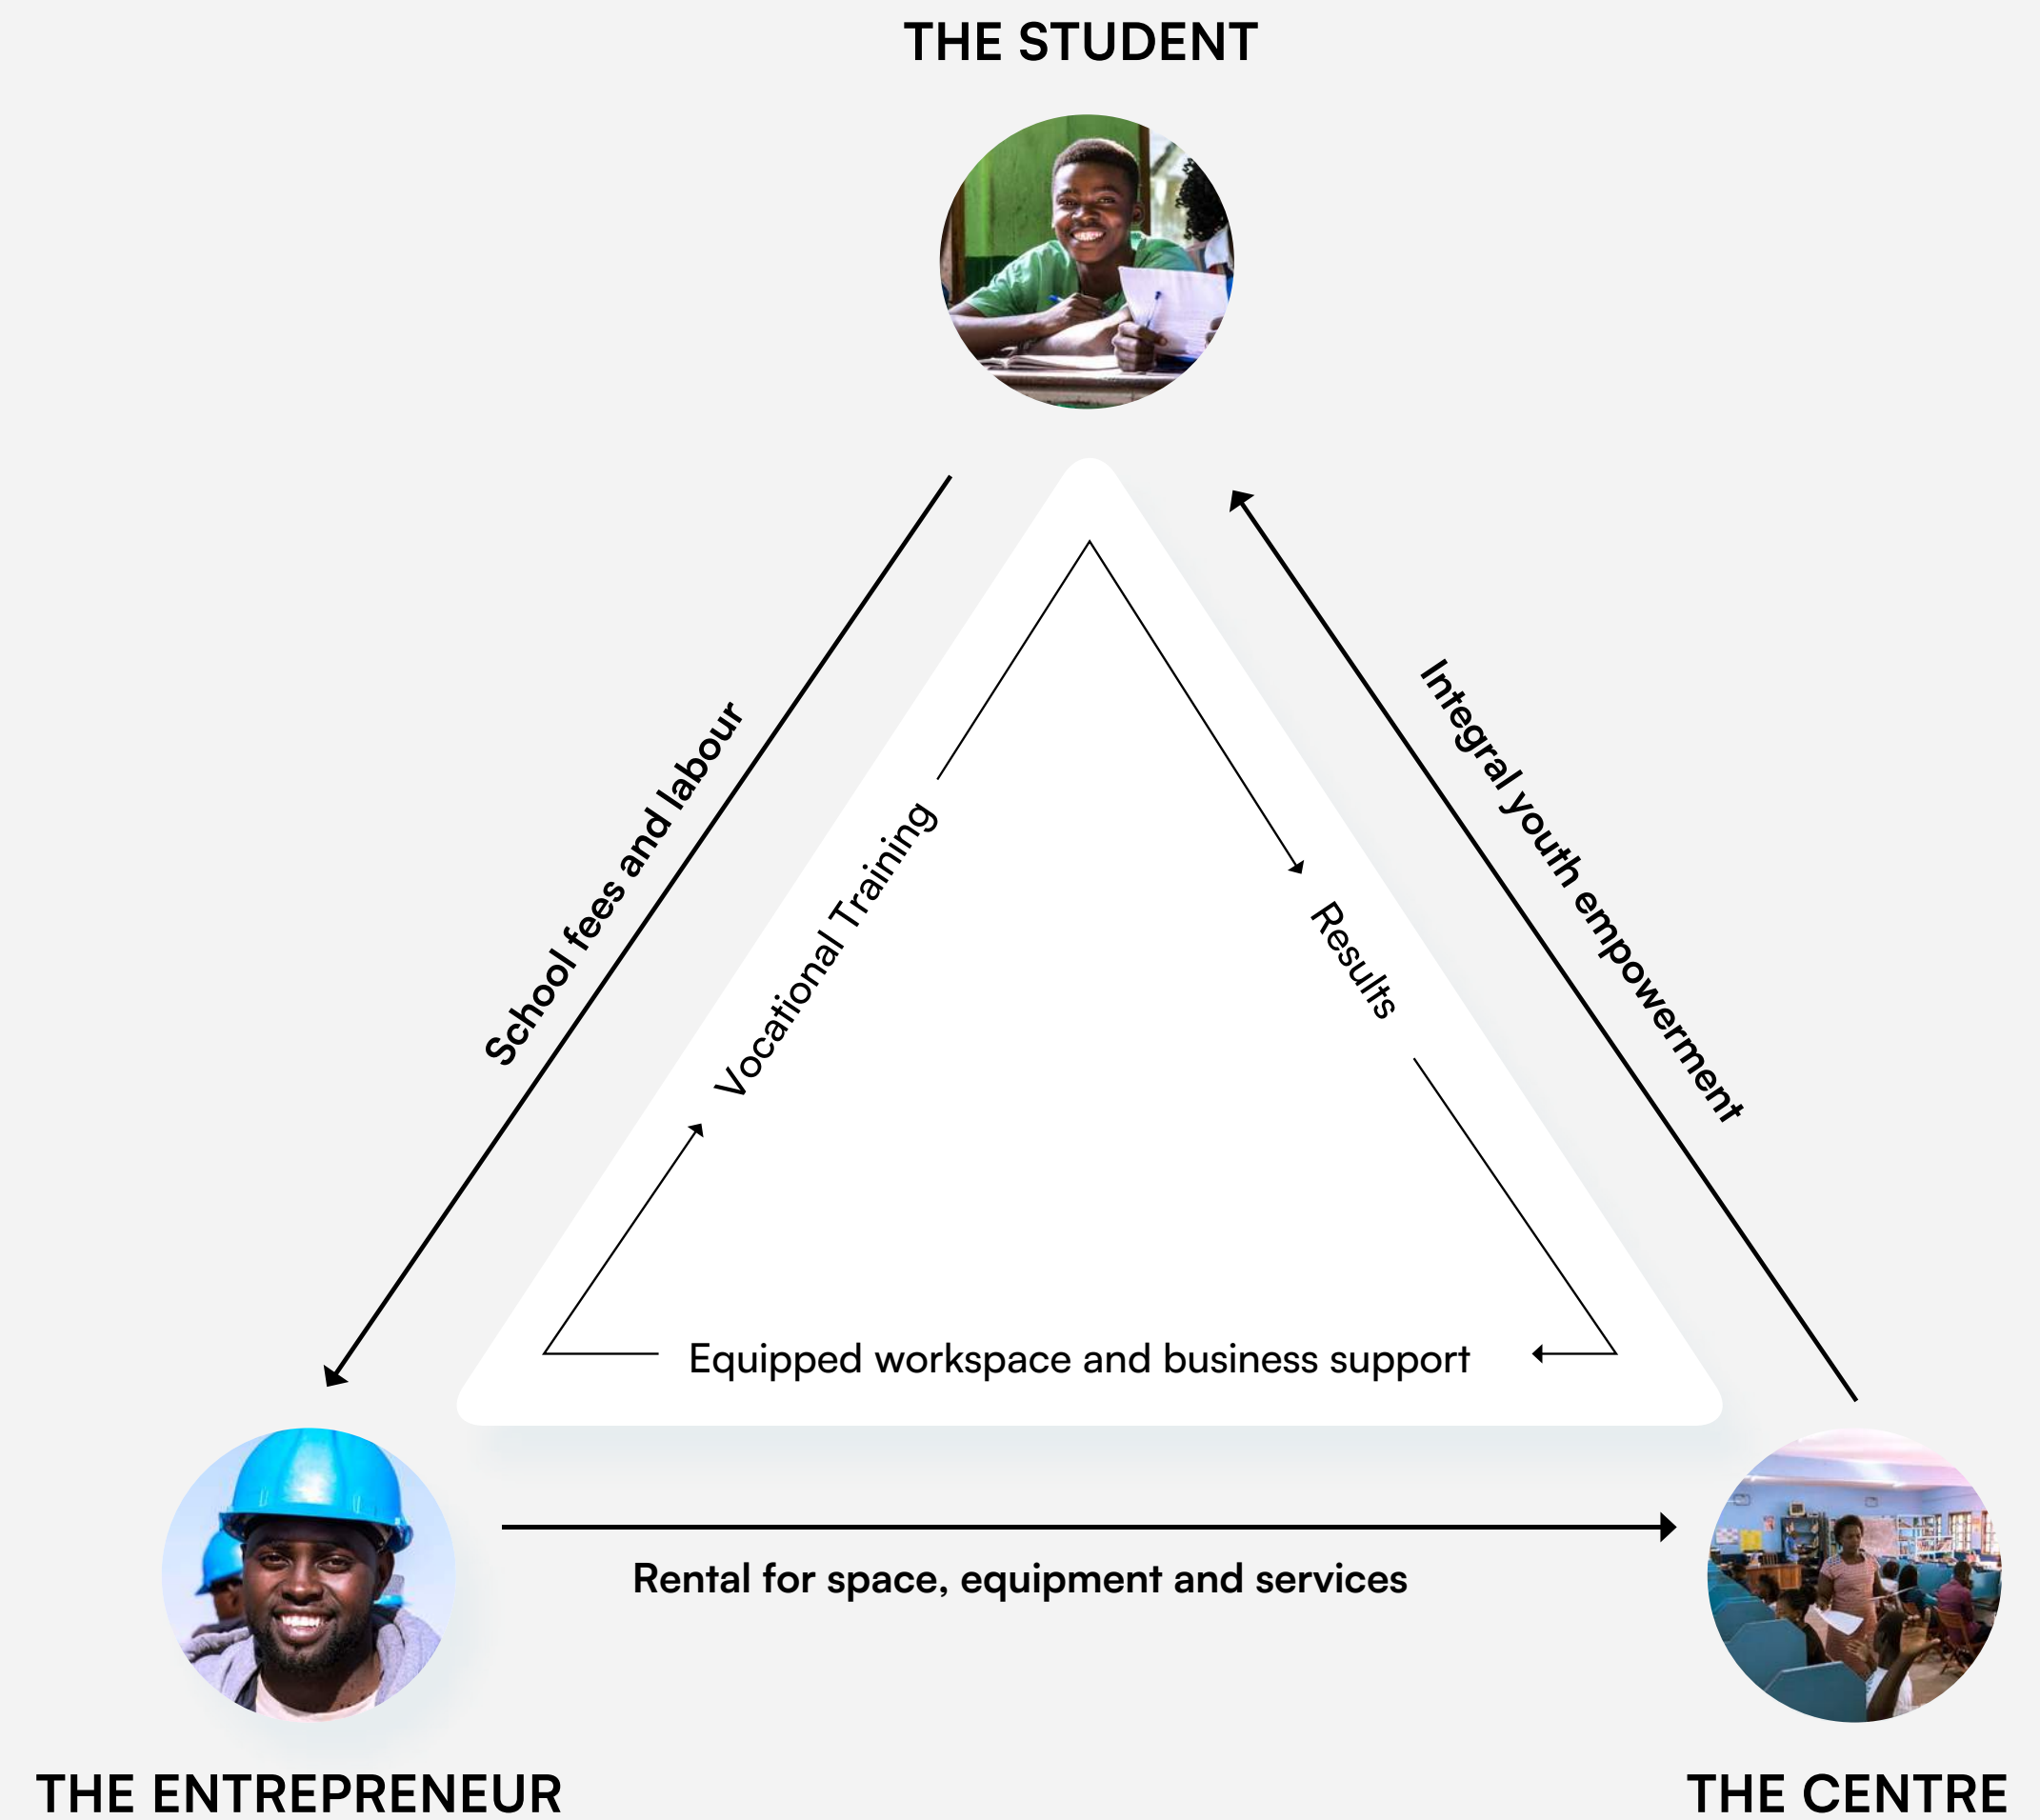 THE STUDENT
School fees and labour
Integral youth empowerment
Vocational Training
Results
Equipped workspace and business support
Rental for space, equipment and services
THE ENTREPRENEUR
THE CENTRE